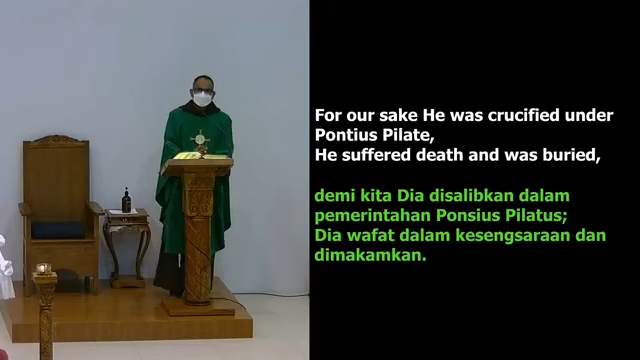 For our sake He was crucified under
Pontius Pilate,
He suffered death and was buried,
demi kita Dia disalibkan dalam
pemerintahan Ponsius Pilatus;
Dia wafat dalam kesengsaraan dan
dimakamkan.